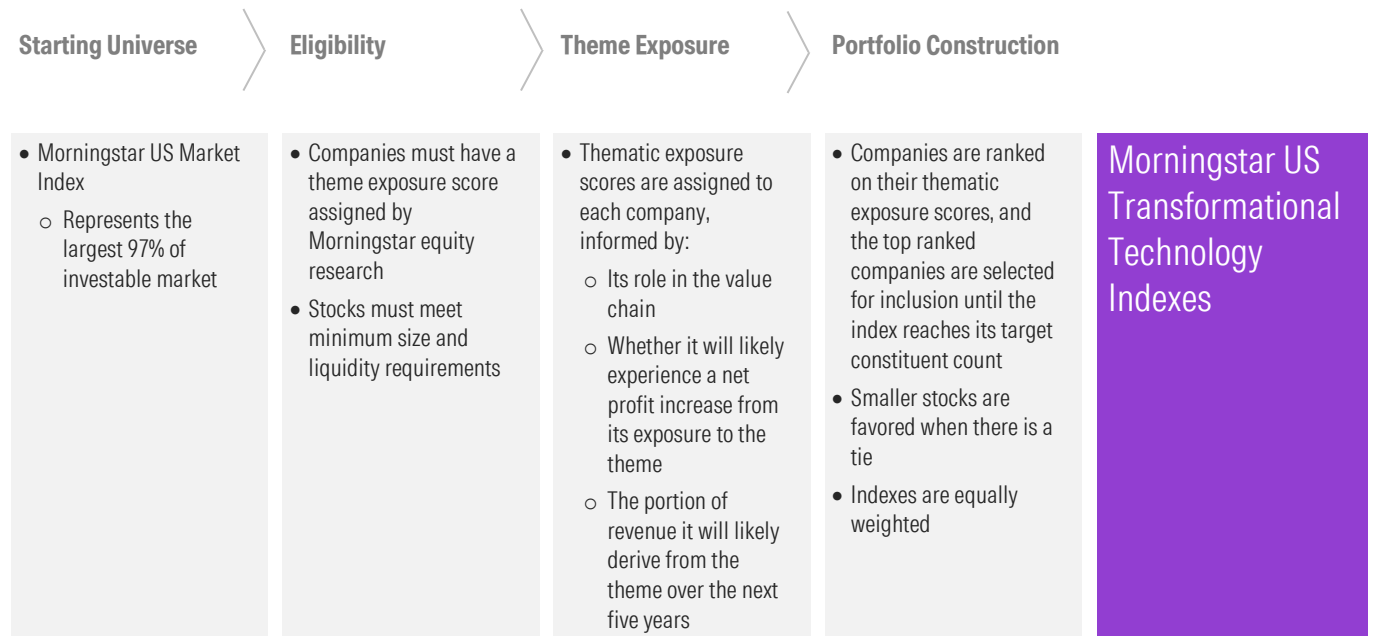 Starting Universe
Eligibility
Theme Exposure
Portfolio Construction
• Morningstar US Market
Index
o Represents the
largest 97% of
investable market
• Companies must have a
theme exposure score
assigned by
Morningstar equity
research
• Stocks must meet
minimum size and
liquidity requirements
• Thematic exposure
scores are assigned to
each company,
informed by:
o Its role in the value
chain
o Whether it will likely
experience a net
profit increase from
its exposure to the
theme
o The portion of
revenue it will likely
derive from the
theme over the next
five years
• Companies are ranked
on their thematic
exposure scores, and
the top ranked
companies are selected
for inclusion until the
index reaches its target
constituent count
• Smaller stocks are
favored when there is a
tie
• Indexes are equally
weighted
Morningstar US
Transformational
Technology
Indexes